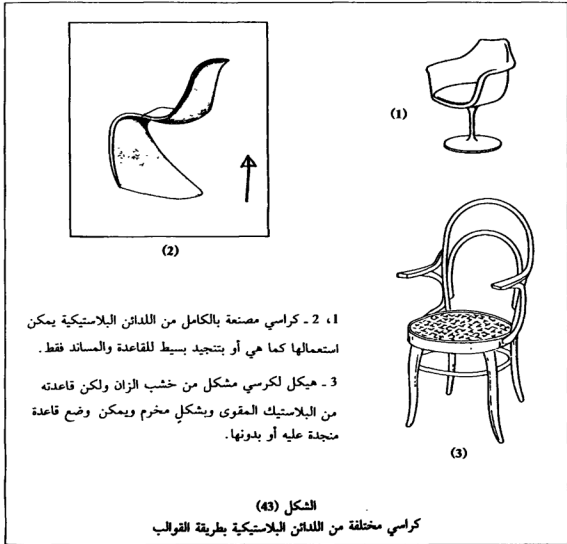 (1)
(2)
1، 2 ـ كراسي مصنعة بالكامل من اللدائن البلاستيكية يمكن
استعمالها كما هي أو بتنجيد بسيط للقاعدة والمساند فقط.
3 ـ هيكل لكرسي مشكل من خشب الزان ولكن قاعدته
من البلاستيك المقوى وبشكلٍ مخرم ويمكن وضع قاعدة
منجدة عليه أو بدونها.
(3)
الشكل (43)
كراسي مختلفة من اللدائن البلاستيكية بطريقة القوالب